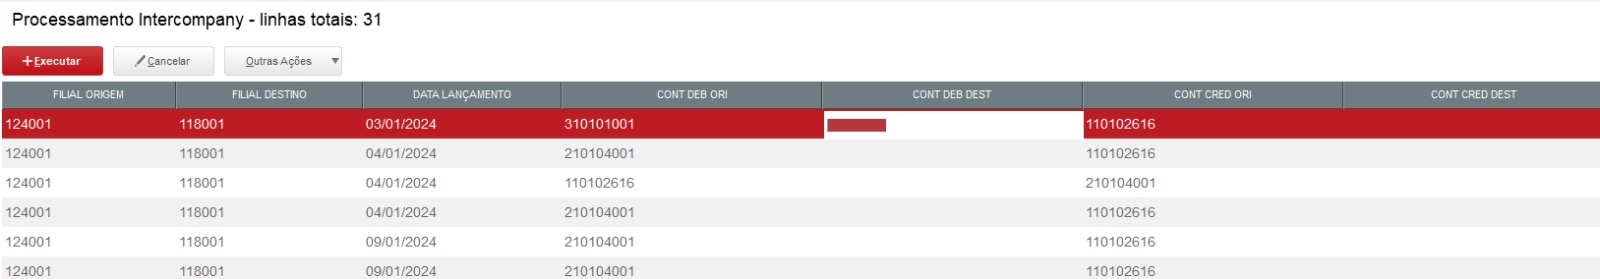 Processamento Intercompany - linhas totais: 31
+Executar Cancelar Outras Ações
FILIAL ORIGEM FILIAL DESTINO DATA LANÇAMENTO CONT DEB ORI CONT DEB DEST CONT CRED ORI CONT CRED DEST
124001 118001 03/01/2024 310101001 110102616
124001 118001 04/01/2024 210104001 110102616
124001 118001 04/01/2024 110102616 210104001
124001 118001 04/01/2024 210104001 110102616
124001 118001 09/01/2024 210104001 110102616
124001 118001 09/01/2024 210104001 110102616